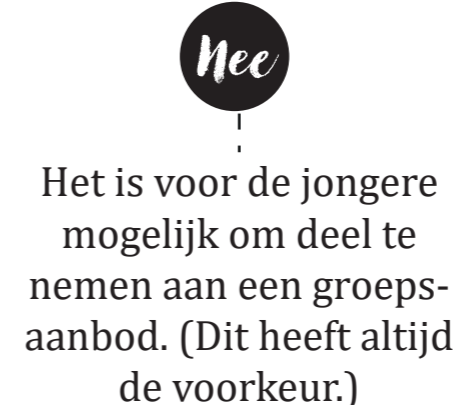 Nee
Het is voor de jongere
mogelijk om deel te
nemen aan een groeps-
aanbod. (Dit heeft altijd
de voorkeur.)